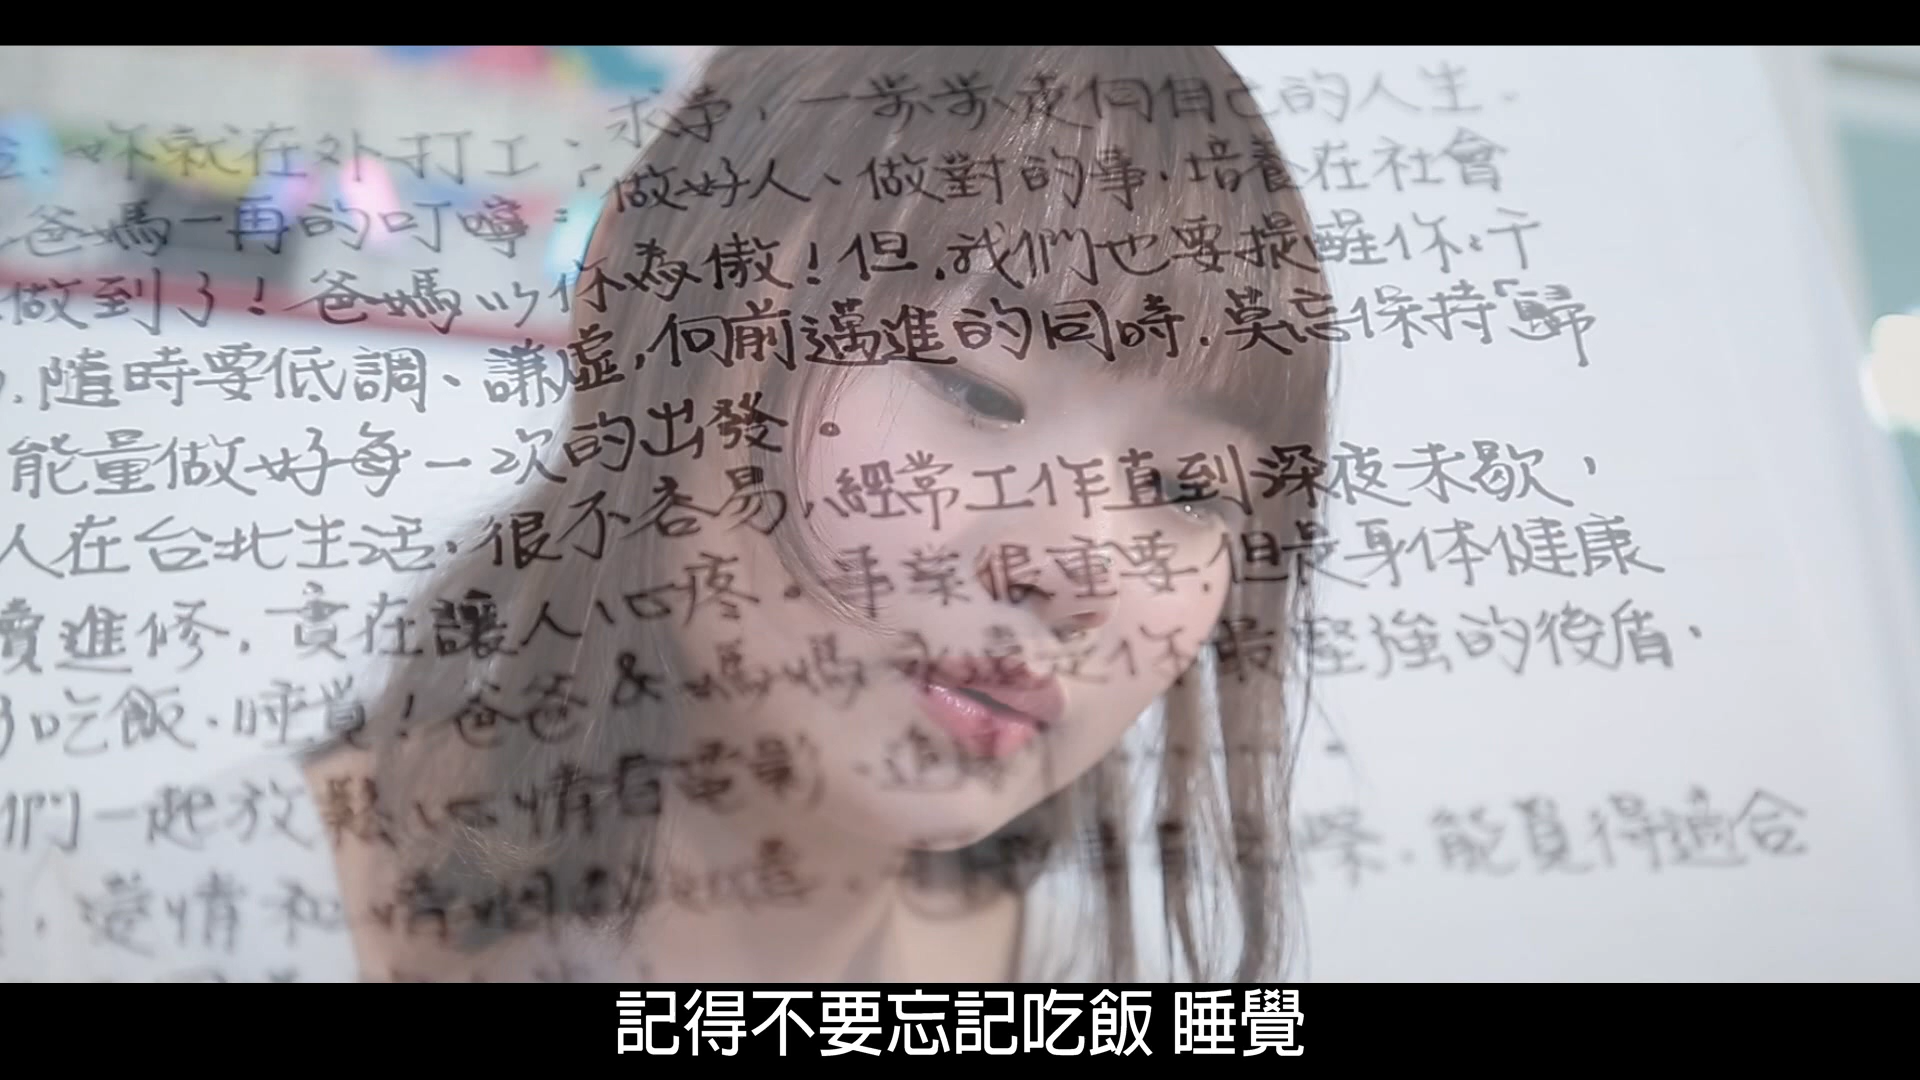 求學，一步步走向自己的人生．
妳就在外打工；做好人、做對的事，培養在社會
爸媽一再的叮嚀：
做到了！爸媽以你為傲！但，我們也要提醒你：千
，隨時要低調、謙虛，向前邁進的同時，莫忘保持「歸
能量做好每一次的出發。
人在台北生活，很不容易，經常工作直到深夜未歇，
進修，實在讓人心疼。事業很重要，但是身体健康
吃飯，睡覺！爸爸&媽媽永遠是你最堅強的後盾．
們一起放鬆心情看電影、
能覓得適合
，愛情和
記得不要忘記吃飯 睡覺